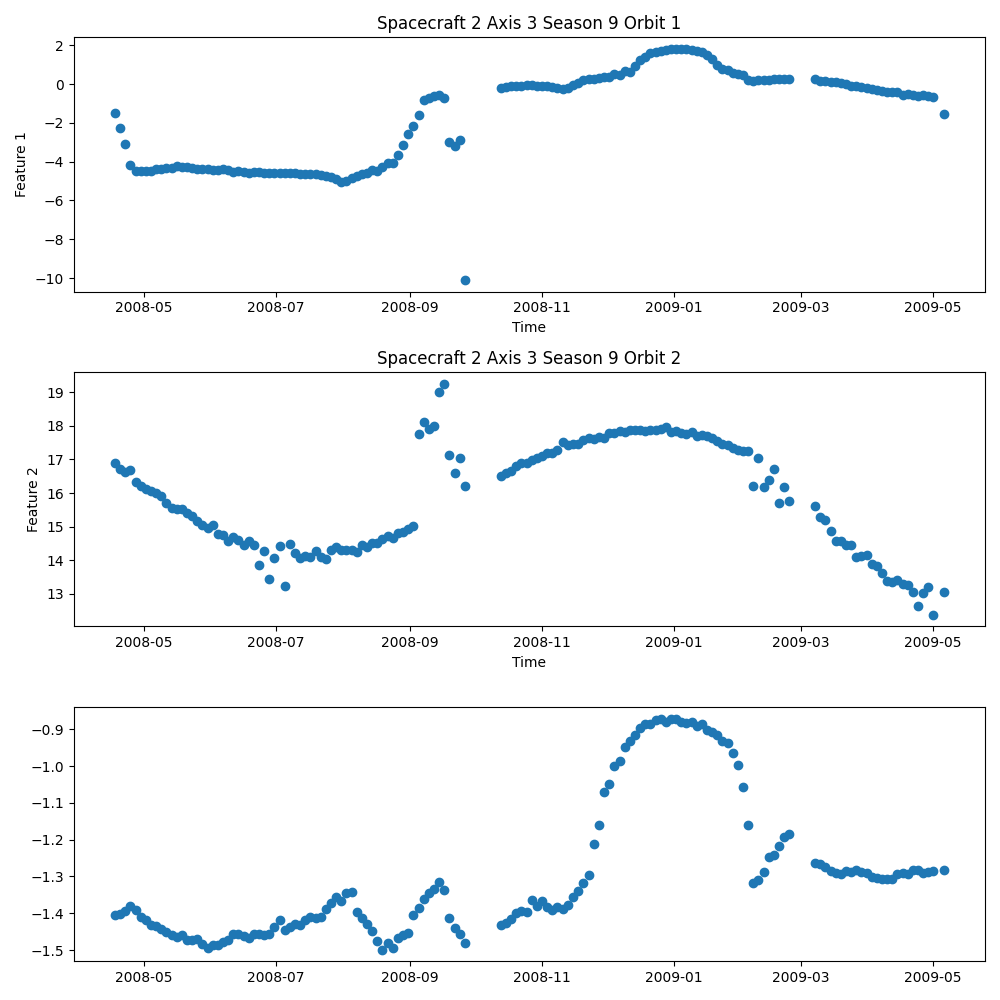 Spacecraft 2 Axis 3 Season 9 Orbit 1
2
0
−2
−4
−6
−8
−10
Feature 1
2008-05 2008-07 2008-09 2008-11 2009-01 2009-03 2009-05
Time
Spacecraft 2 Axis 3 Season 9 Orbit 2
19
18
17
16
15
14
13
Feature 2
2008-05 2008-07 2008-09 2008-11 2009-01 2009-03 2009-05
Time
−0.9
−1.0
−1.1
−1.2
−1.3
−1.4
−1.5
2008-05 2008-07 2008-09 2008-11 2009-01 2009-03 2009-05